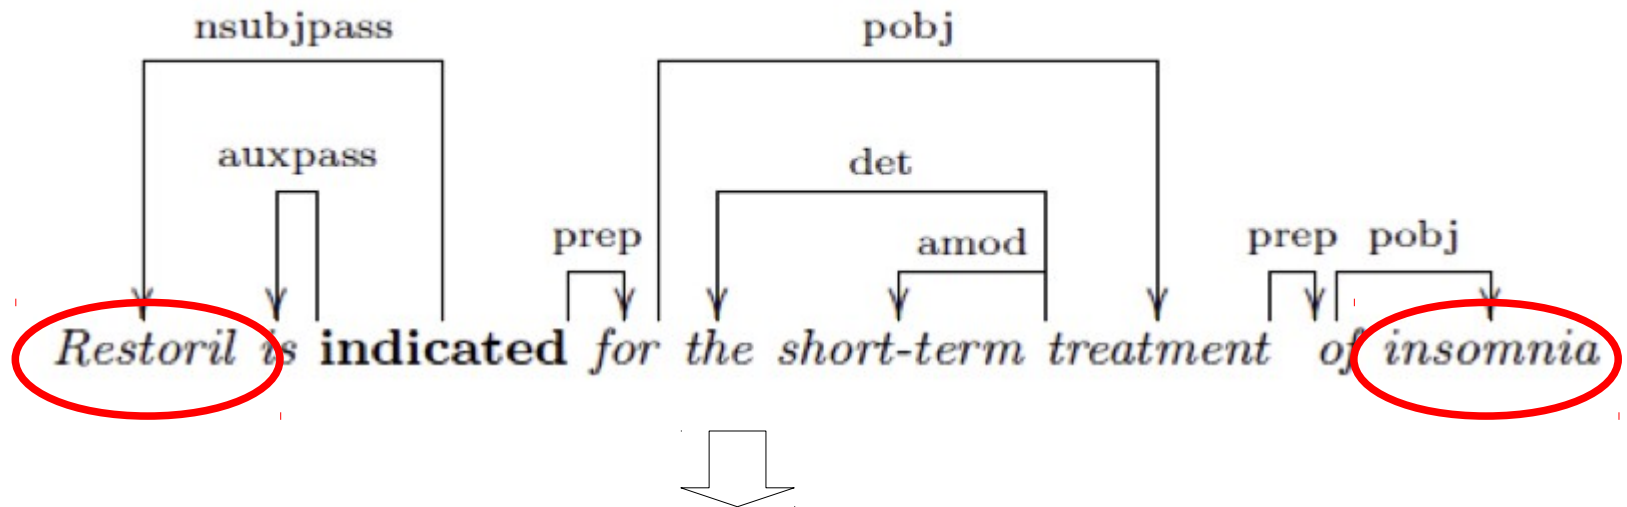 nsubjpass pobj
auxpass det
prep amod prep pobj
Restoril is indicated for the short-term treatment of insomnia